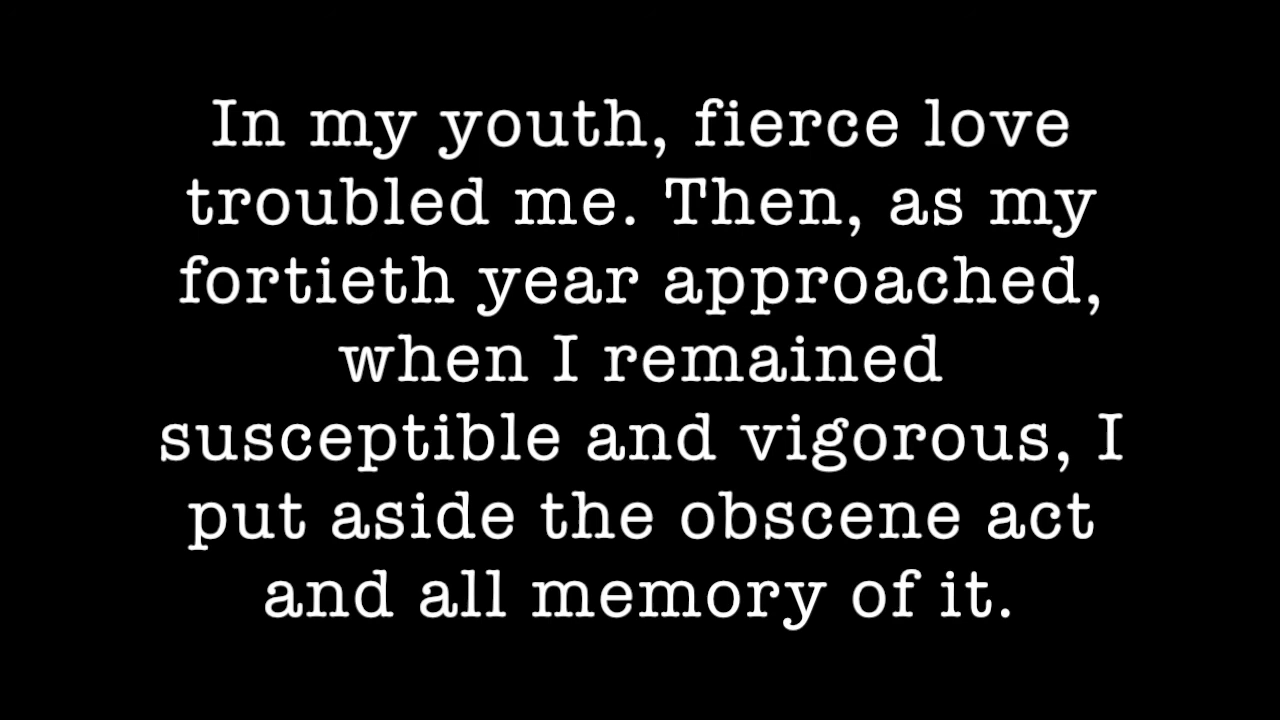 In my youth, fierce love
troubled me. Then, as my
fortieth year approached,
when I remained
susceptible and vigorous, I
put aside the obscene act
and all memory of it.